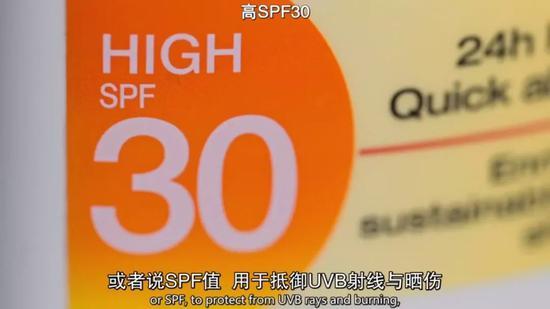 高SPF30
HIGH
SPF
30
24h
Quick
或者说SPF值 用于抵御UVB射线与晒伤
or SPF, to protect from UVB rays and burning,